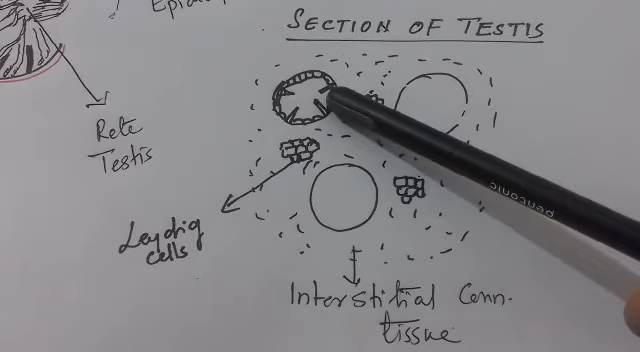 SECTION OF TESTIS
Rete
Testis
Leydig
cells
Interstitial Conn.
tissue
pentonic